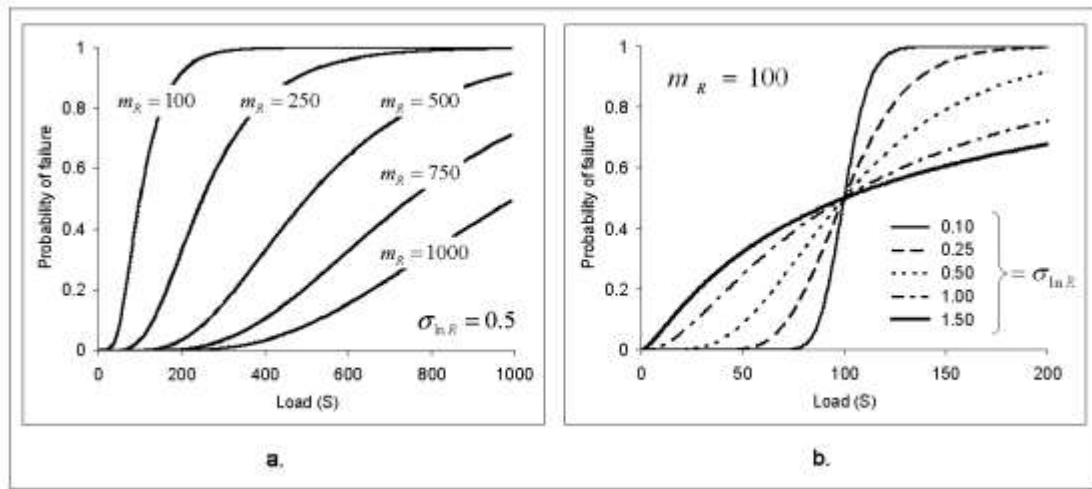 1
0.8
0.6
0.4
0.2
0
Probability of failure
m_R = 100
m_R = 250
m_R = 500
m_R = 750
m_R = 1000
σ_ln R = 0.5
0 200 400 600 800 1000
Load (S)
a.
1
0.8
0.6
0.4
0.2
0
Probability of failure
m_R = 100
0.10
0.25
0.50
1.00
1.50
= σ_ln R
0 50 100 150 200
Load (S)
b.